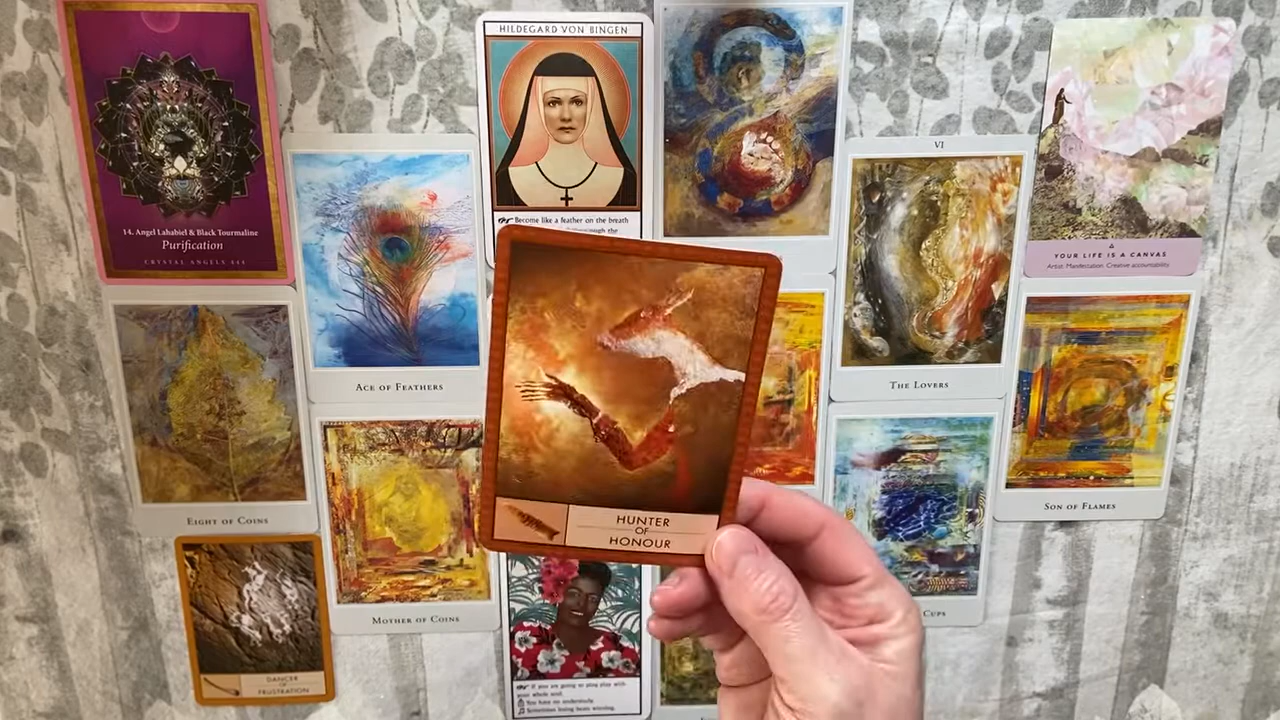 HILDEGARD VON BINGEN
Become like a feather on the breath
VI
14. Angel Lahabiel & Black Tourmaline
Purification
CRYSTAL ANGELS 444
YOUR LIFE IS A CANVAS
Artist. Manifestation. Creative accountability.
ACE OF FEATHERS
THE LOVERS
EIGHT OF COINS
SON OF FLAMES
HUNTER
OF
HONOUR
MOTHER OF COINS
CUPS
DANCER
OF
FRUSTRATION
If you are going to play play with
your whole soul.
You have no understudy.
Sometimes losing beats winning.